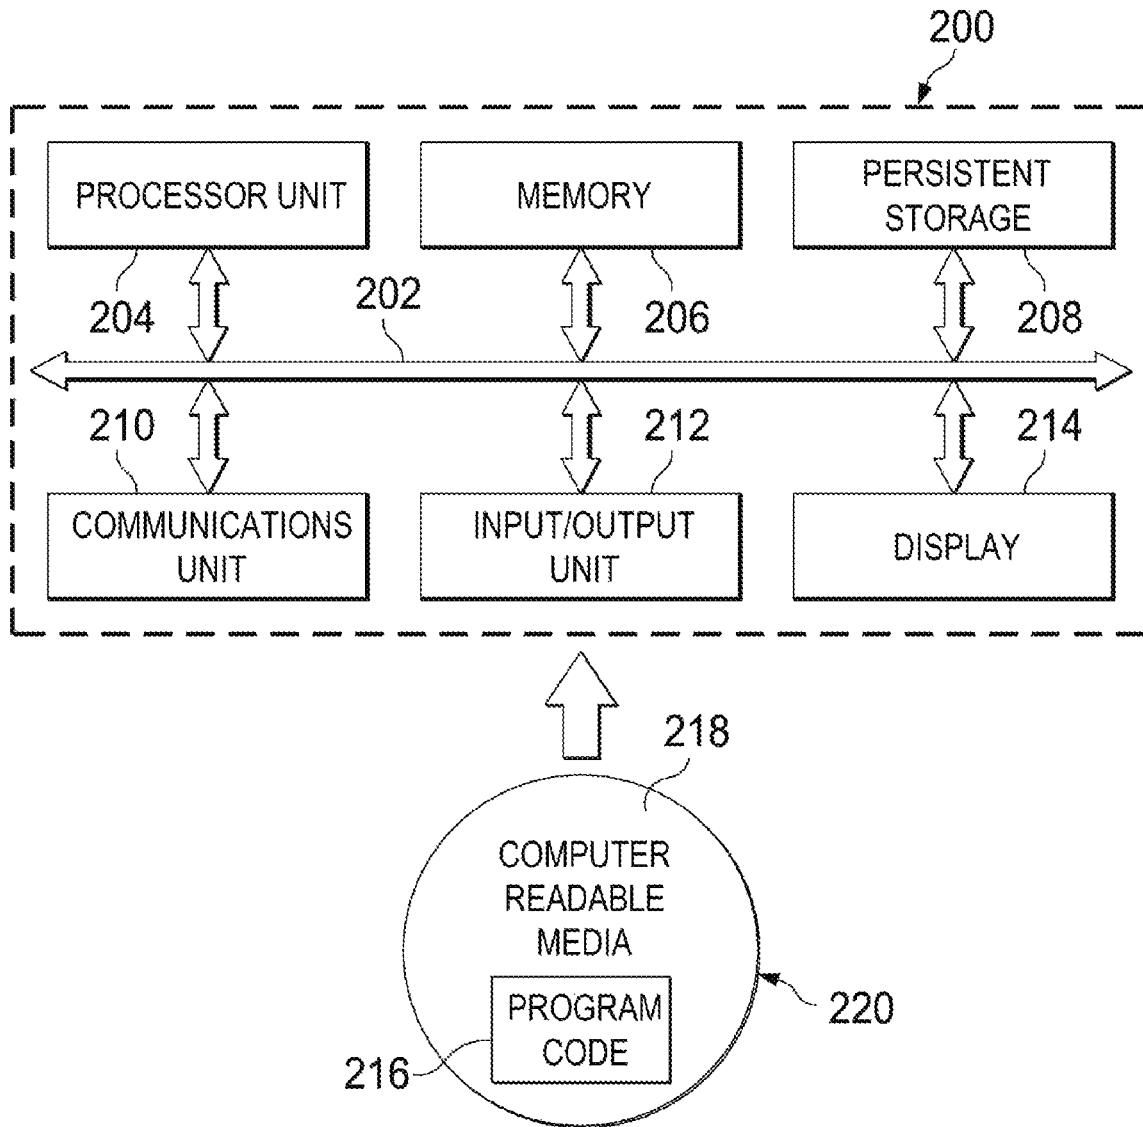 200
PROCESSOR UNIT
MEMORY
PERSISTENT
STORAGE
204
202
206
208
210
212
214
COMMUNICATIONS
UNIT
INPUT/OUTPUT
UNIT
DISPLAY
218
COMPUTER
READABLE
MEDIA
PROGRAM
CODE
216
220